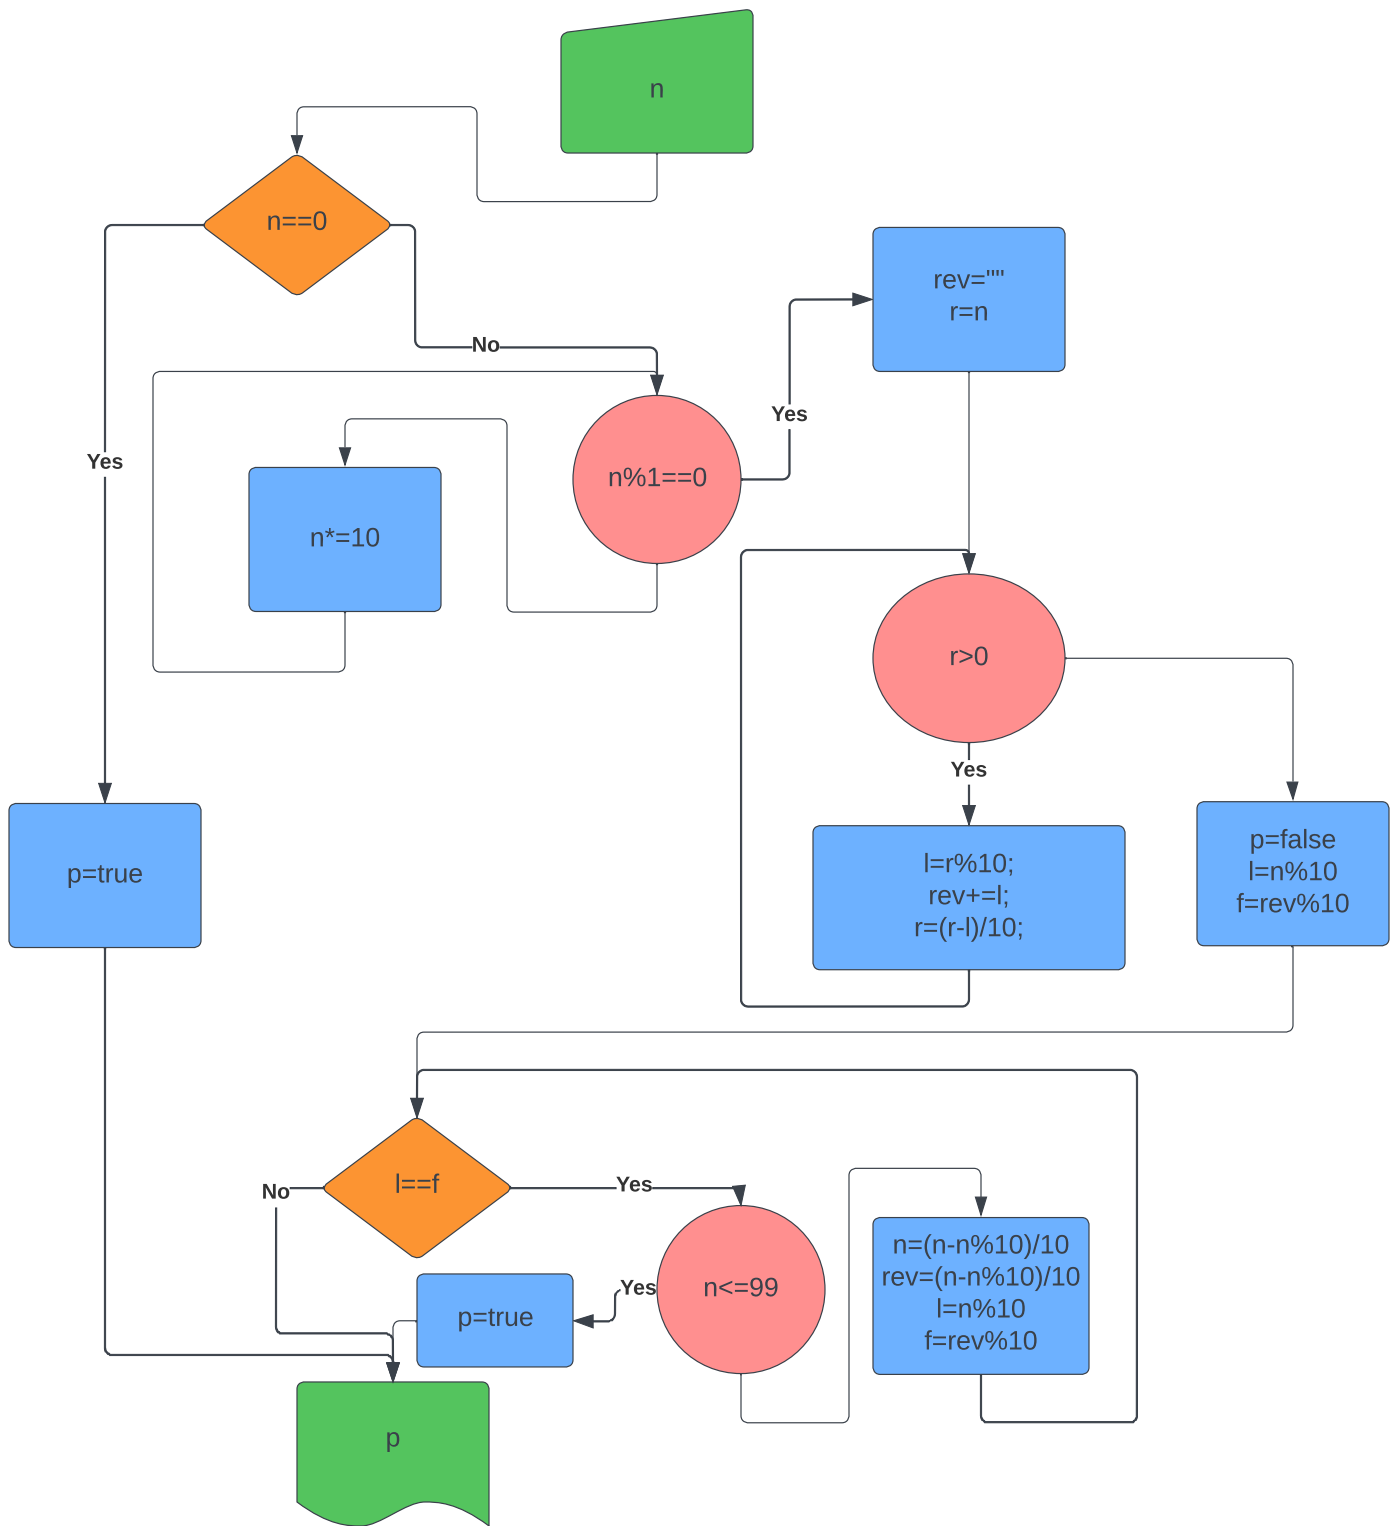 n
n==0
No
Yes
rev=""
r=n
Yes
n%1==0
n*=10
r>0
Yes
p=true
l=r%10;
rev+=l;
r=(r-l)/10;
p=false
l=n%10
f=rev%10
l==f
No
Yes
n<=99
Yes
p=true
n=(n-n%10)/10
rev=(n-n%10)/10
l=n%10
f=rev%10
p